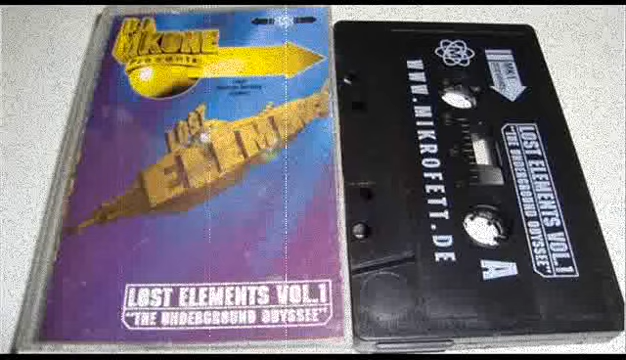 DJ
MKONE
Presents
LOST
ELEMENTS
LOST ELEMENTS VOL.1
"THE UNDERGROUND ODYSSEE"
WWW.MIKROFETT.DE
LOST ELEMENTS VOL.1
"THE UNDERGROUND ODYSSEE"
A